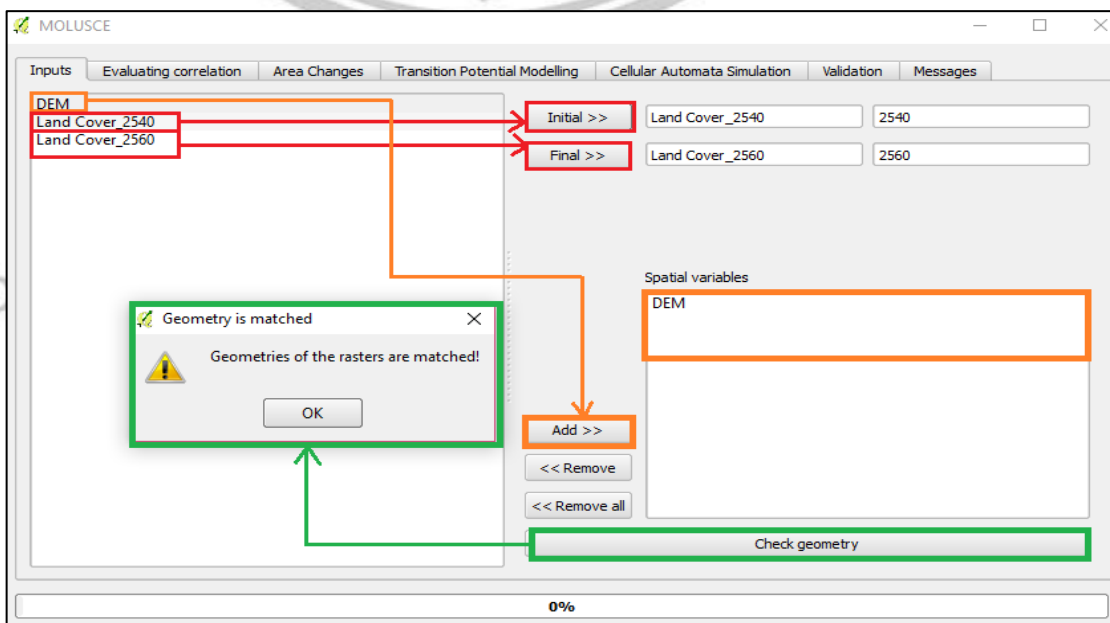 MOLUSCE
Inputs Evaluating correlation Area Changes Transition Potential Modelling Cellular Automata Simulation Validation Messages
DEM
Land Cover_2540
Land Cover_2560
Initial >> Land Cover_2540 2540
Final >> Land Cover_2560 2560
Spatial variables
DEM
Geometry is matched
Geometries of the rasters are matched!
OK
Add >>
<< Remove
<< Remove all
Check geometry
0%